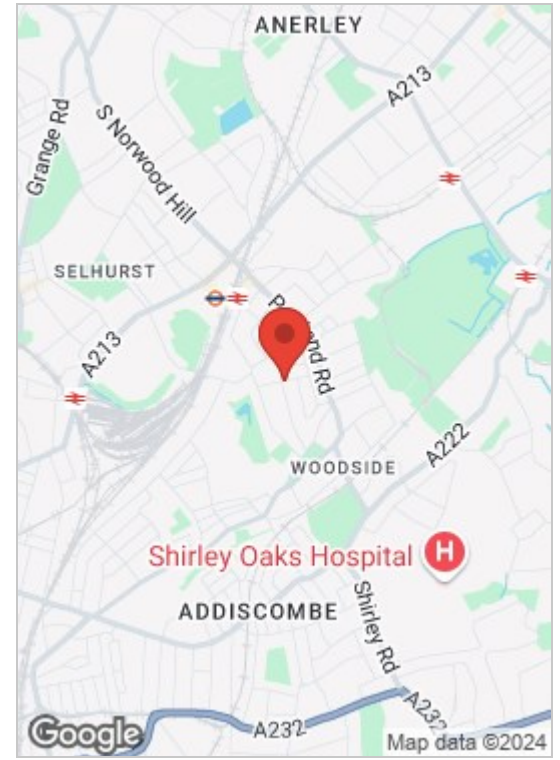 ANERLEY
A213
Grange Rd
S Norwood Hill
SELHURST
A213
Rd
WOODSIDE
A222
Shirley Oaks Hospital
H
ADDISCOMBE
Shirley Rd
A232
A232
Google
Map data ©2024